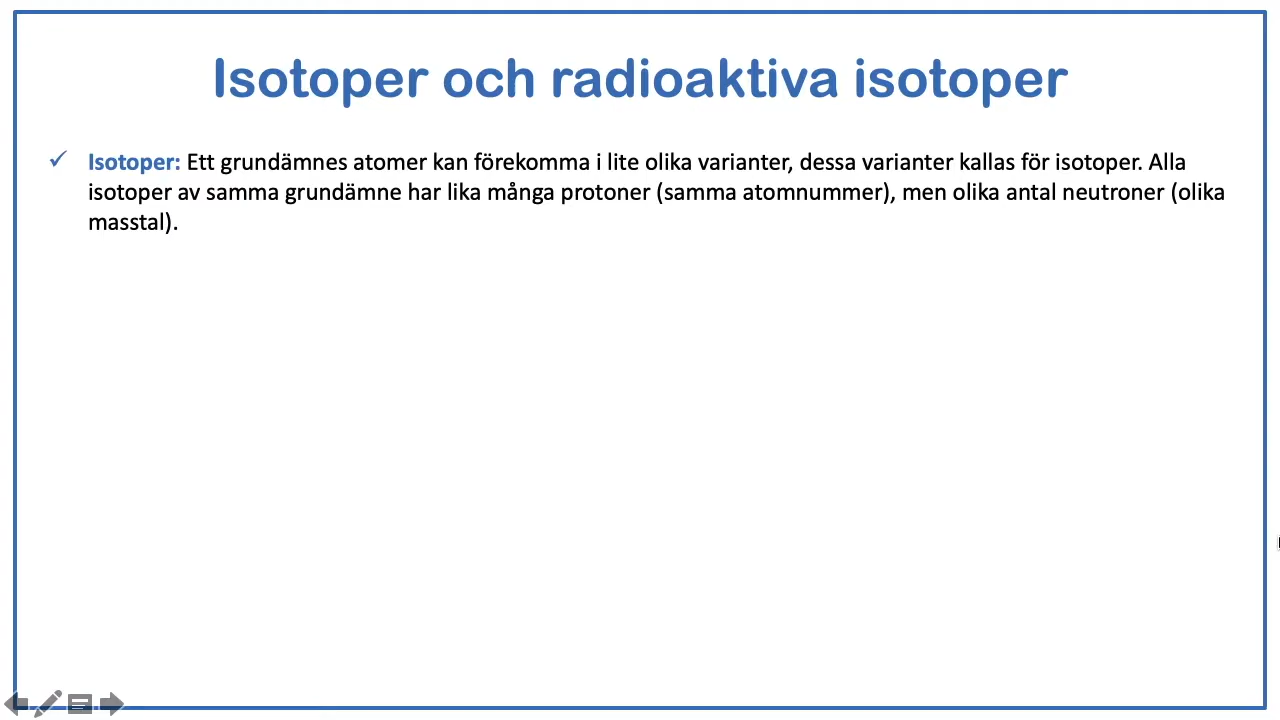 Isotoper och radioaktiva isotoper
✓ Isotoper: Ett grundämnes atomer kan förekomma i lite olika varianter, dessa varianter kallas för isotoper. Alla
isotoper av samma grundämne har lika många protoner (samma atomnummer), men olika antal neutroner (olika
masstal).